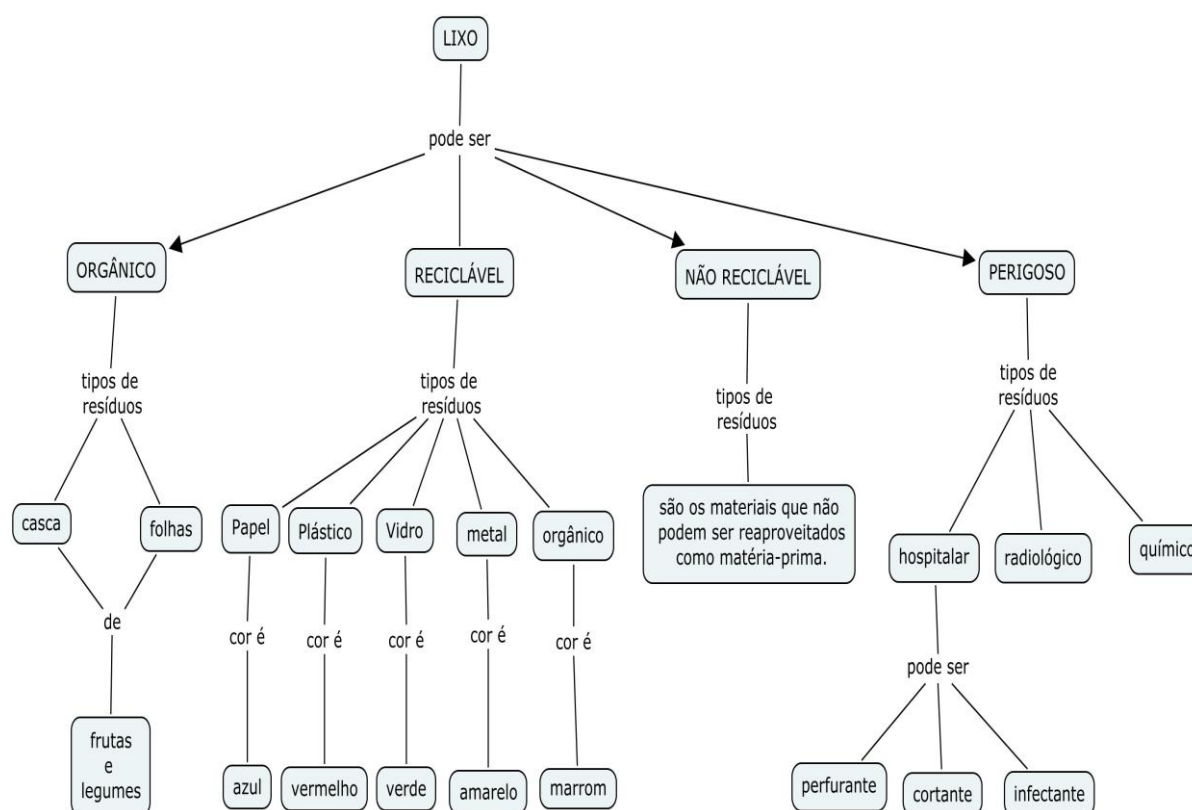 LIXO
pode ser
ORGÂNICO
RECICLÁVEL
NÃO RECICLÁVEL
PERIGOSO
tipos de
resíduos
tipos de
resíduos
tipos de
resíduos
tipos de
resíduos
casca
folhas
Papel
Plástico
Vidro
metal
orgânico
são os materiais que não
podem ser reaproveitados
como matéria-prima.
hospitalar
radiológico
químico
de
cor é
cor é
cor é
cor é
cor é
pode ser
frutas
e
legumes
azul
vermelho
verde
amarelo
marrom
perfurante
cortante
infectante